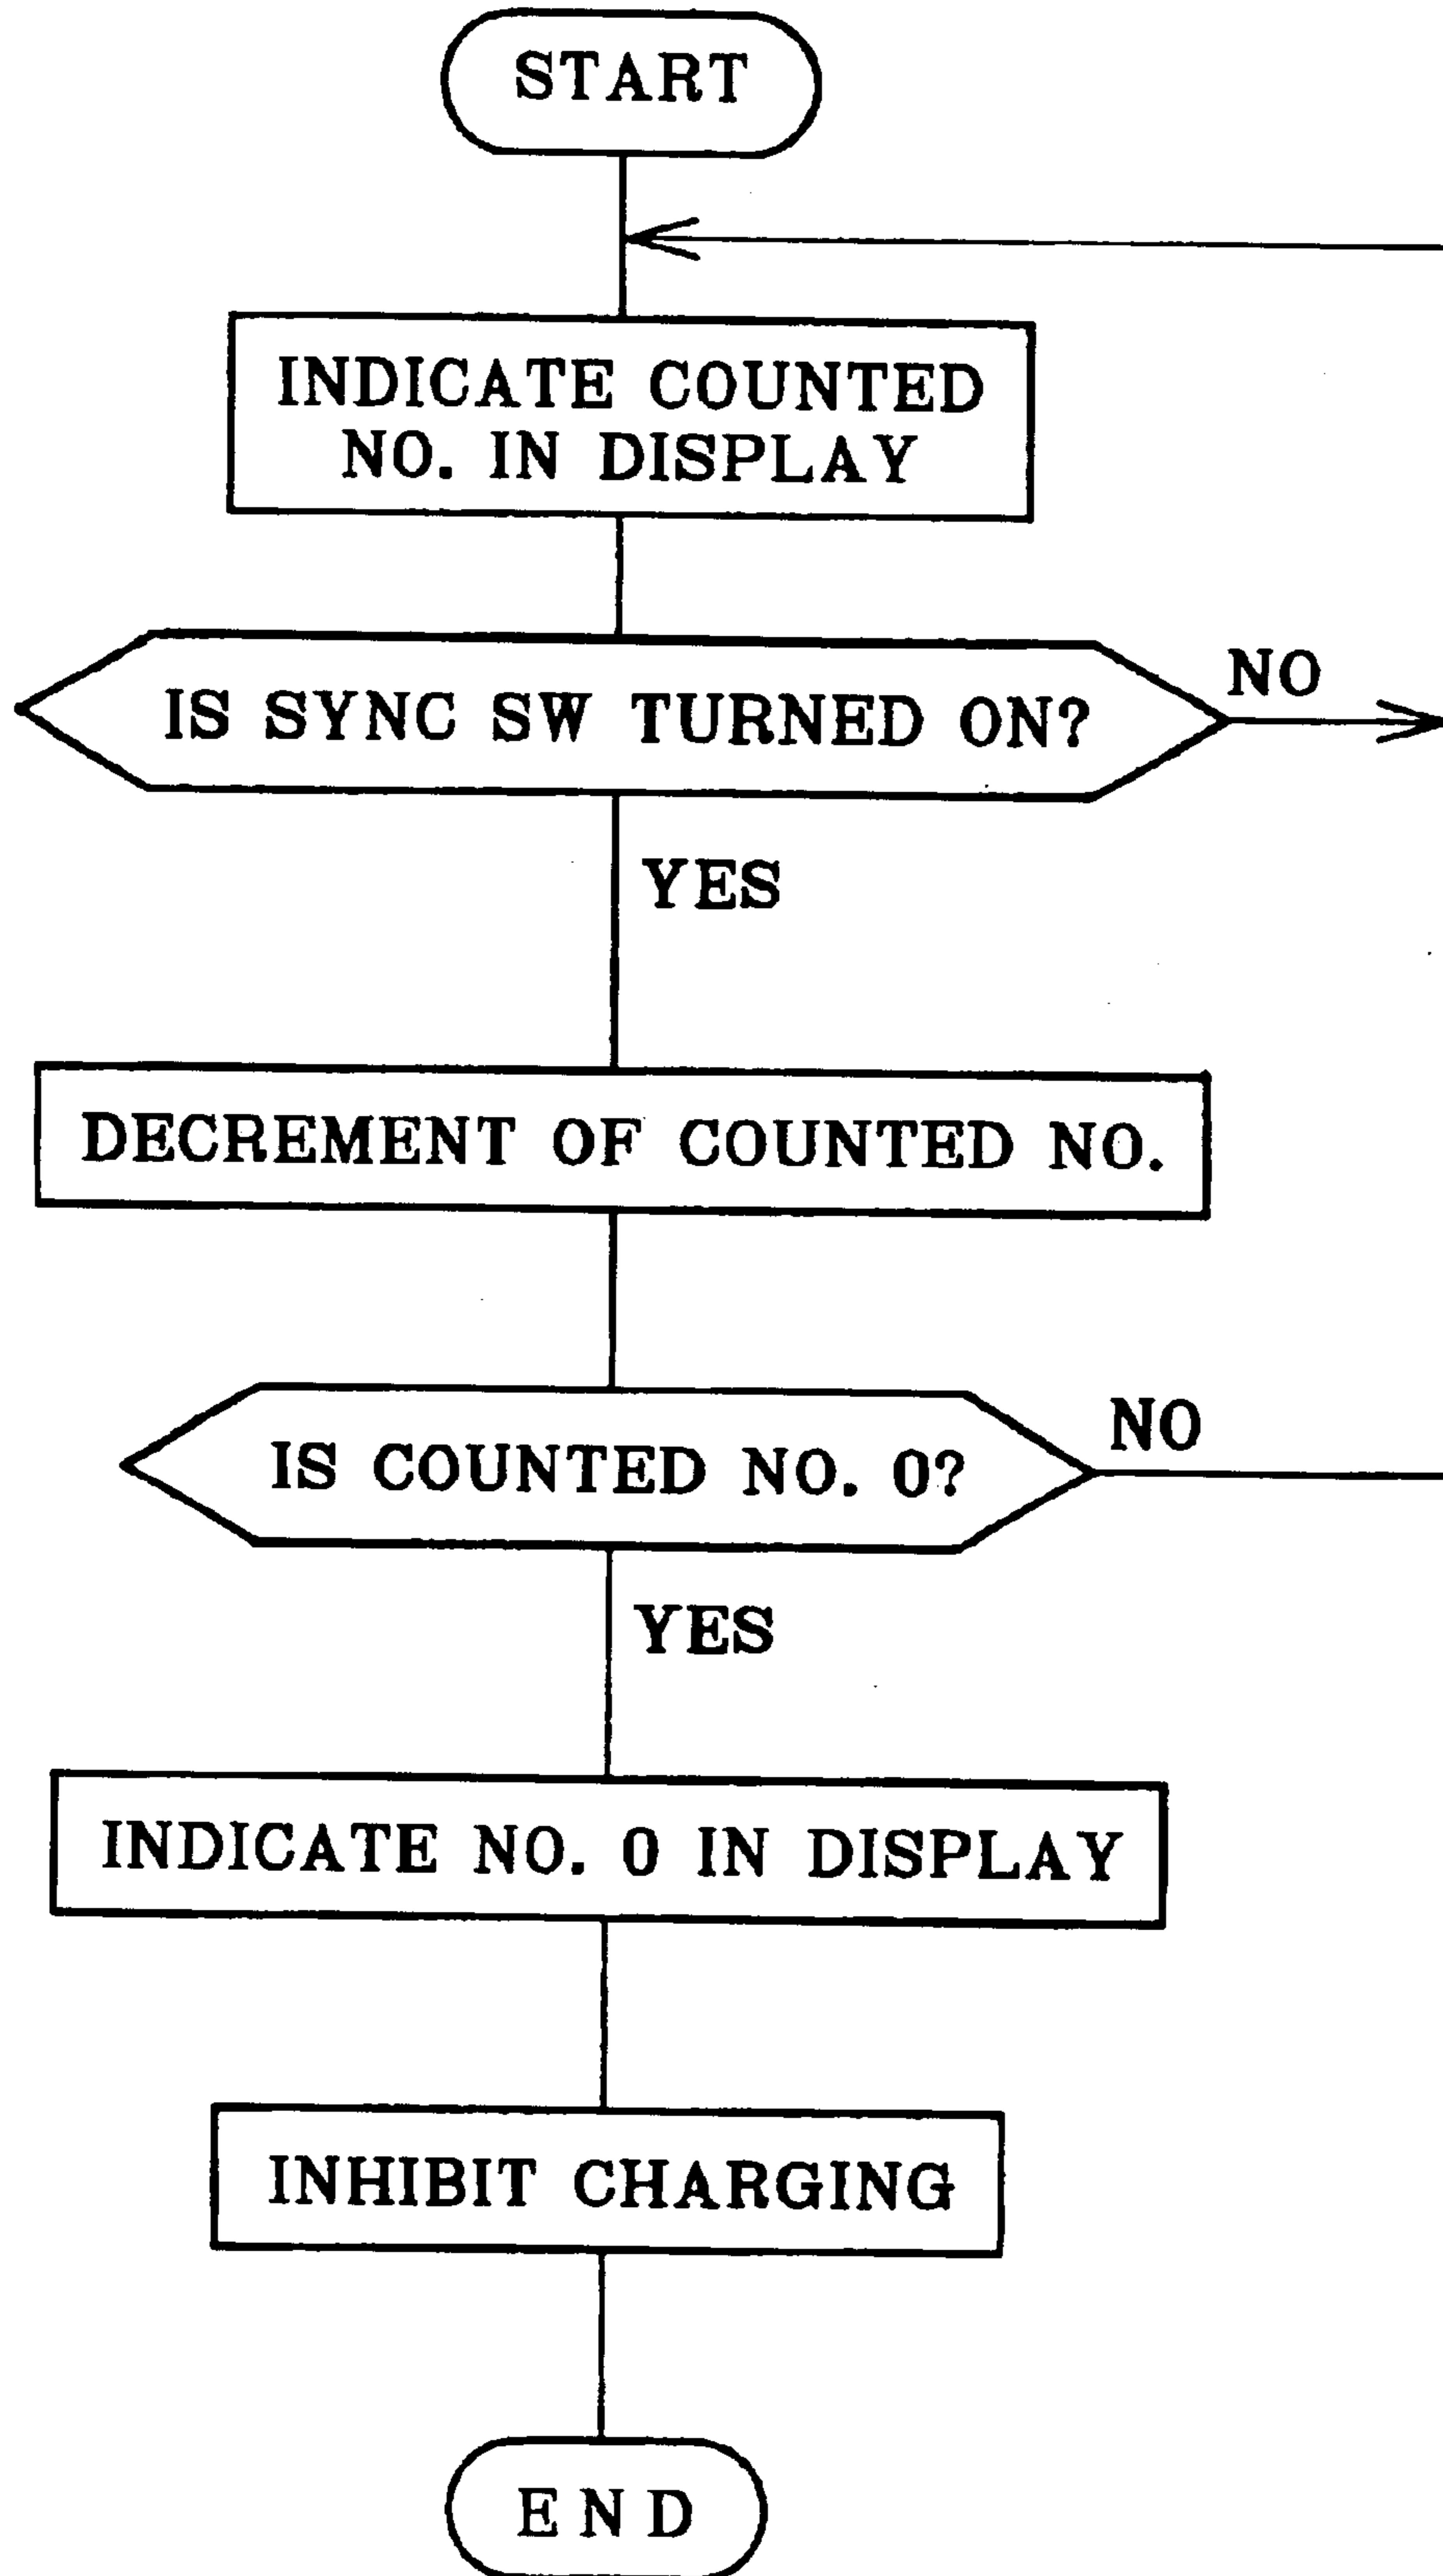 START
INDICATE COUNTED
NO. IN DISPLAY
IS SYNC SW TURNED ON?
NO
YES
DECREMENT OF COUNTED NO.
IS COUNTED NO. 0?
NO
YES
INDICATE NO. 0 IN DISPLAY
INHIBIT CHARGING
END